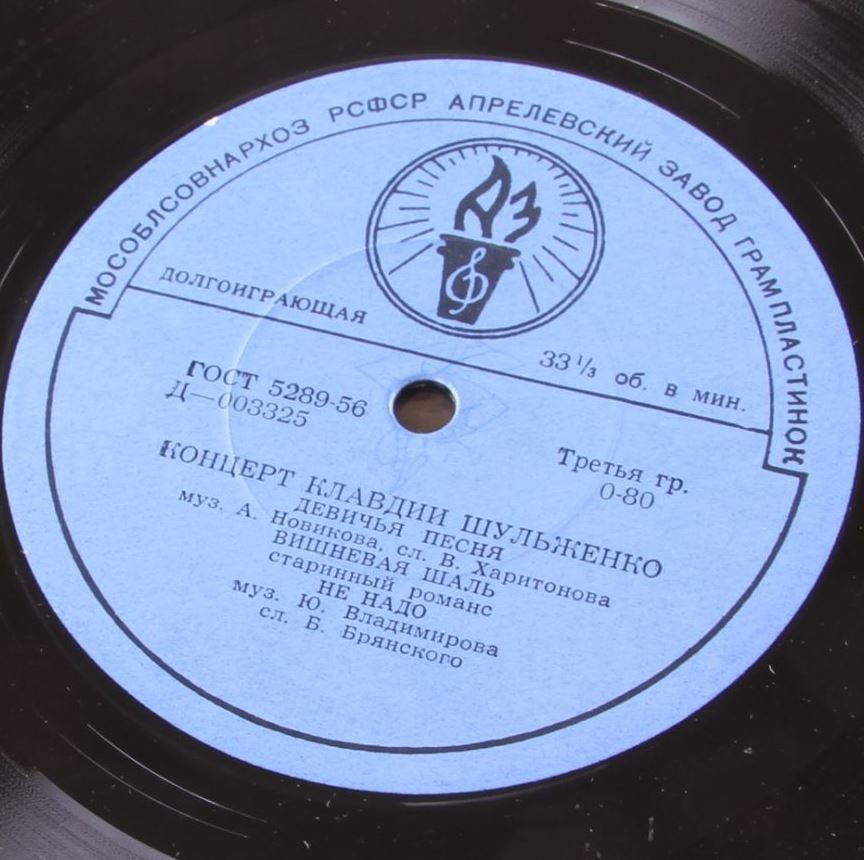 МОСОБЛСОВНАРХОЗ РСФСР АПРЕЛЕВСКИЙ ЗАВОД ГРАМПЛАСТИНОК
АЗ
ДОЛГОИГРАЮЩАЯ
33 1/3 об. в мин.
ГОСТ 5289-56
Д—003325
Третья гр.
0-80
КОНЦЕРТ КЛАВДИИ ШУЛЬЖЕНКО
ДЕВИЧЬЯ ПЕСНЯ
муз. А. Новикова, сл. В. Харитонова
ВИШНЕВАЯ ШАЛЬ
старинный романс
НЕ НАДО
муз. Ю. Владимирова
сл. Б. Брянского